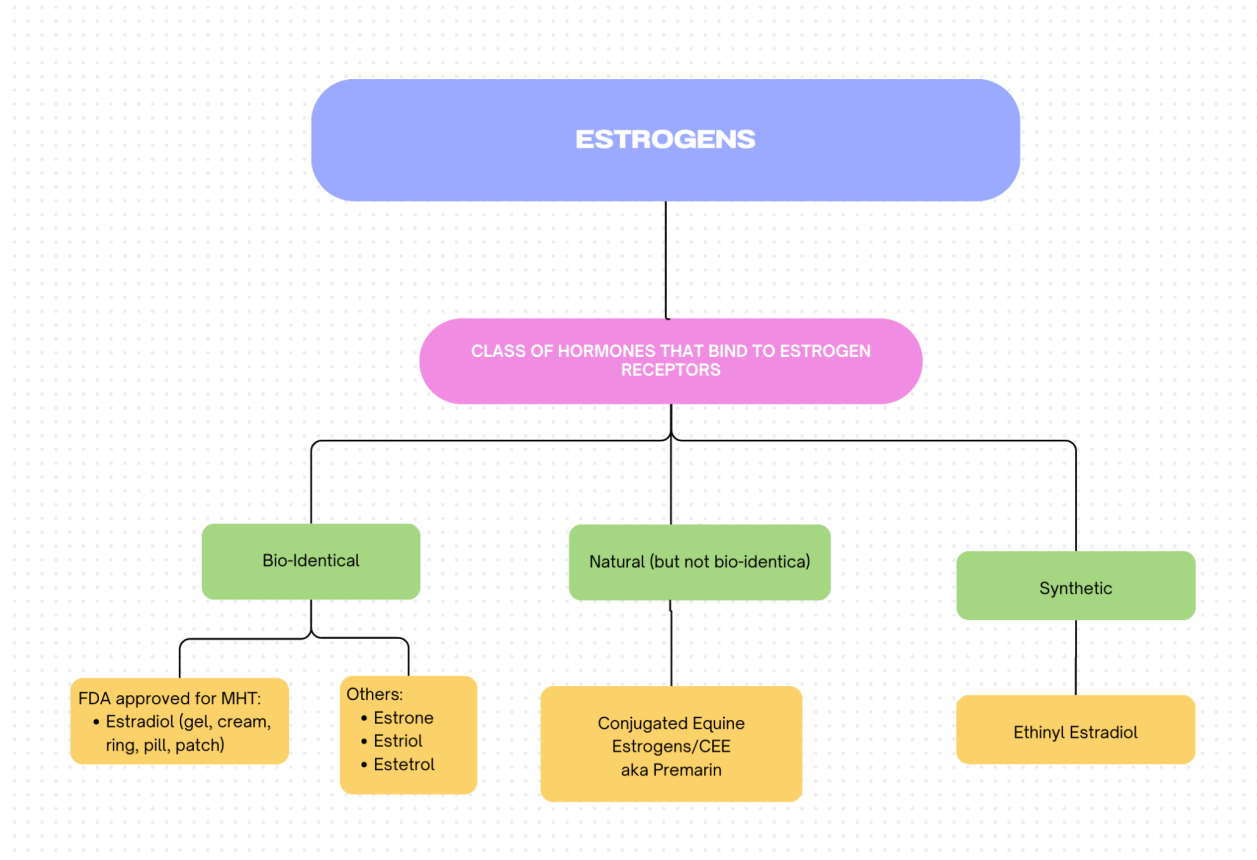 ESTROGENS
CLASS OF HORMONES THAT BIND TO ESTROGEN
RECEPTORS
Bio-Identical
Natural (but not bio-identica)
Synthetic
FDA approved for MHT:
• Estradiol (gel, cream,
ring, pill, patch)
Others:
• Estrone
• Estriol
• Estetrol
Conjugated Equine
Estrogens/CEE
aka Premarin
Ethinyl Estradiol